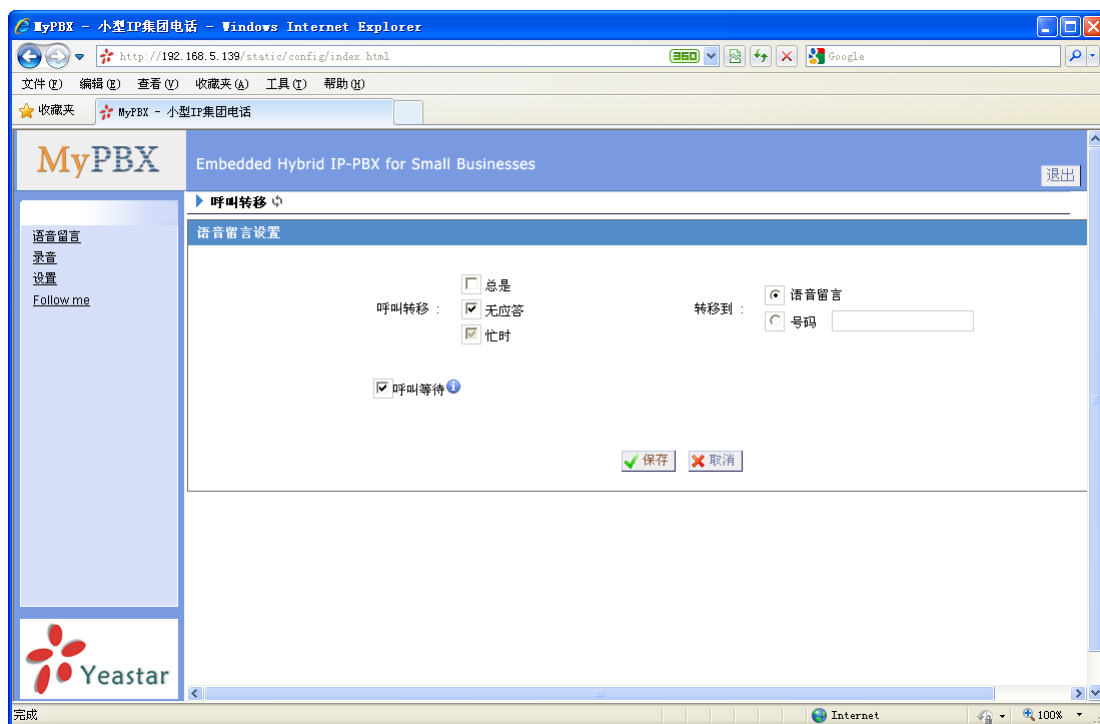 MyPBX - 小型IP集团电话 - Windows Internet Explorer
http://192.168.5.139/static/config/index.html
360
Google
文件(F) 编辑(E) 查看(V) 收藏夹(A) 工具(T) 帮助(H)
收藏夹 MyPBX - 小型IP集团电话
MyPBX
Embedded Hybrid IP-PBX for Small Businesses
退出
呼叫转移
语音留言
录音
设置
Follow me
语音留言设置
呼叫转移 :
总是
无应答
忙时
转移到 :
语音留言
号码
呼叫等待
保存 取消
Yeastar
完成 Internet 100%